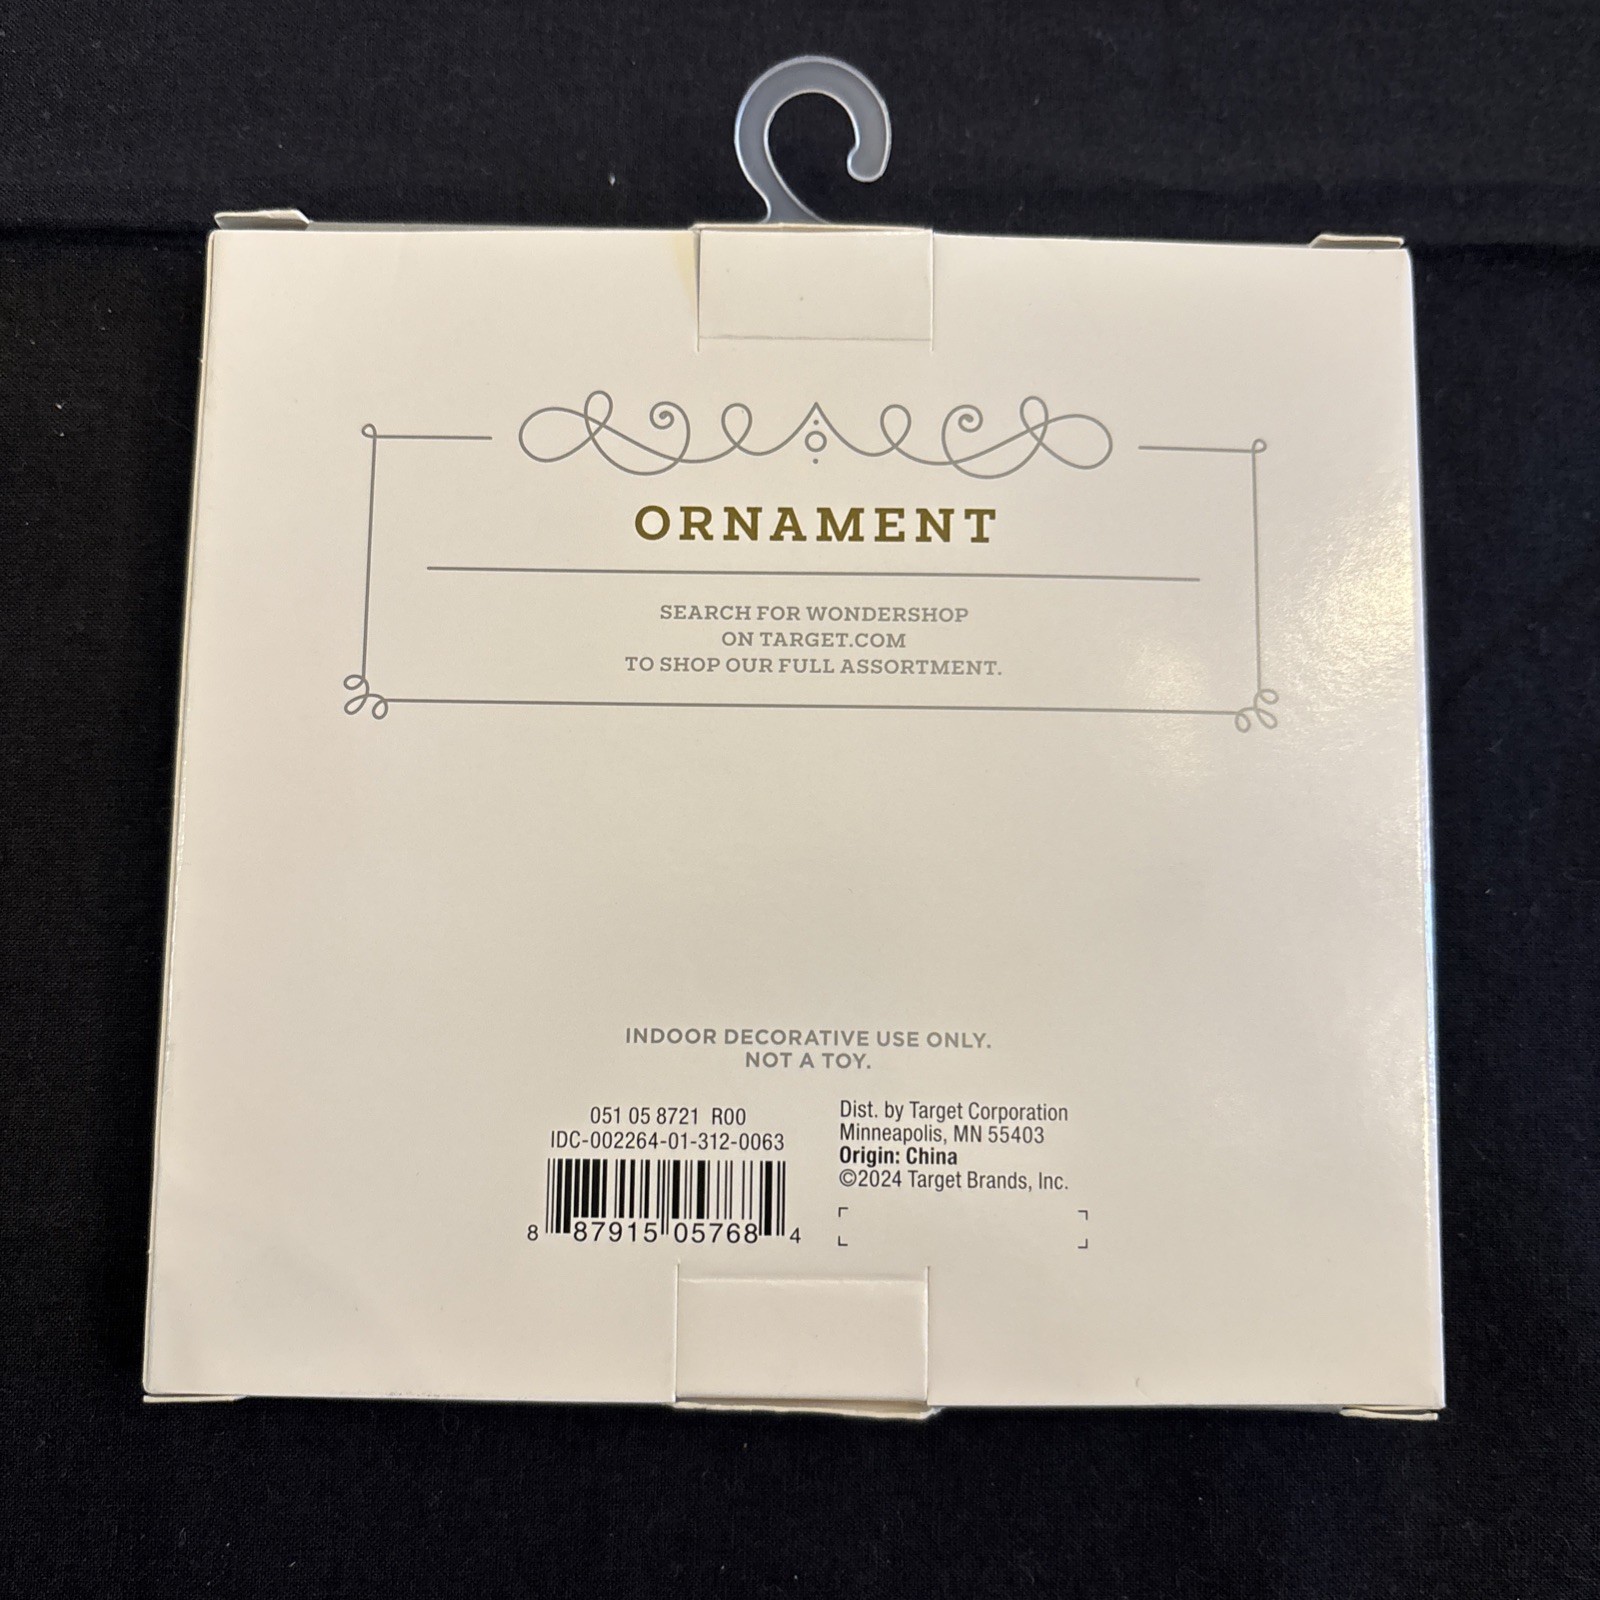 ORNAMENT
SEARCH FOR WONDERSHOP
ON TARGET.COM
TO SHOP OUR FULL ASSORTMENT.
INDOOR DECORATIVE USE ONLY.
NOT A TOY.
051 05 8721 R00
IDC-002264-01-312-0063
8 87915 05768 4
Dist. by Target Corporation
Minneapolis, MN 55403
Origin: China
©2024 Target Brands, Inc.